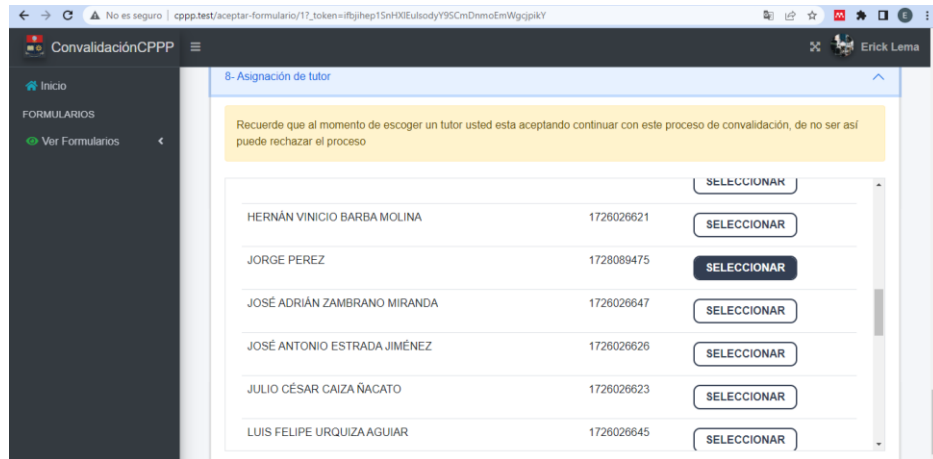 No es seguro | cppp.test/aceptar-formulario/1?_token=ifbjihep1SnHXlEulsodyY9SCmDnmoEmWgcjpikY
E
ConvalidaciónCPPP
Erick Lema
Inicio
FORMULARIOS
Ver Formularios
8- Asignación de tutor
Recuerde que al momento de escoger un tutor usted esta aceptando continuar con este proceso de convalidación, de no ser así
puede rechazar el proceso
SELECCIONAR
HERNÁN VINICIO BARBA MOLINA 1726026621 SELECCIONAR
JORGE PEREZ 1728089475 SELECCIONAR
JOSÉ ADRIÁN ZAMBRANO MIRANDA 1726026647 SELECCIONAR
JOSÉ ANTONIO ESTRADA JIMÉNEZ 1726026626 SELECCIONAR
JULIO CÉSAR CAIZA ÑACATO 1726026623 SELECCIONAR
LUIS FELIPE URQUIZA AGUIAR 1726026645 SELECCIONAR